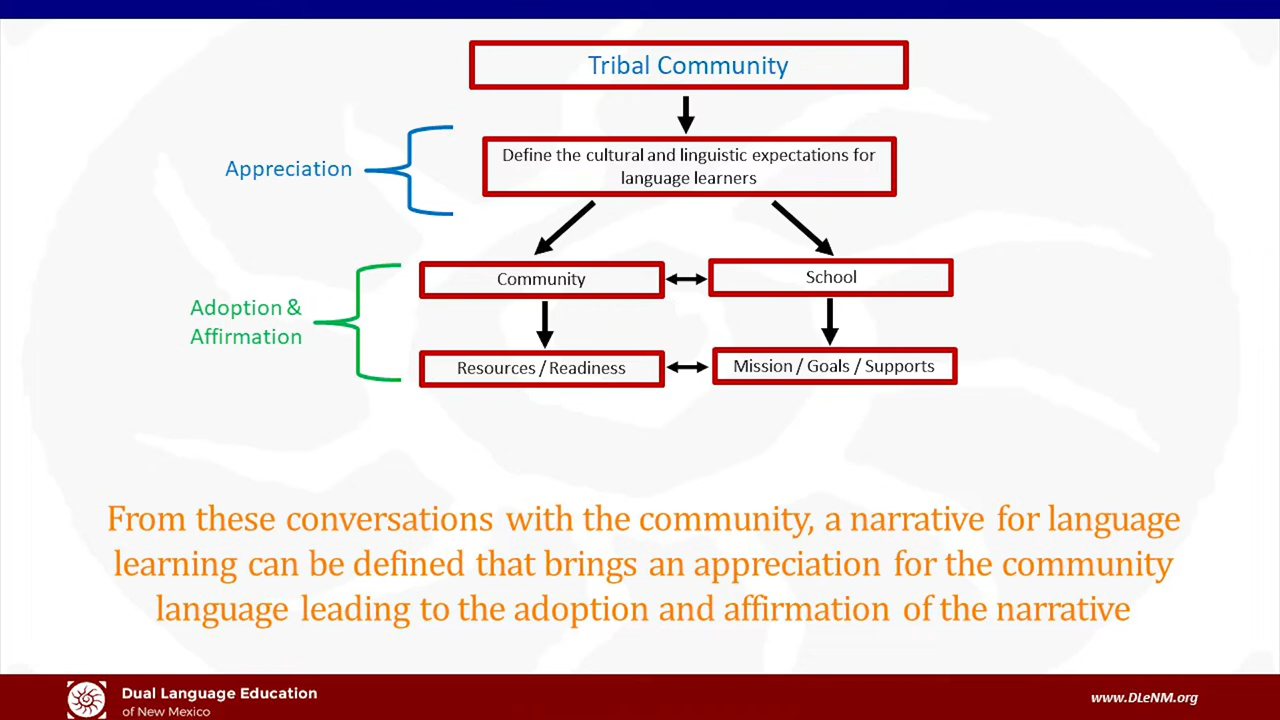 Tribal Community
Appreciation
Define the cultural and linguistic expectations for
language learners
Community
School
Adoption &
Affirmation
Resources / Readiness
Mission / Goals / Supports
From these conversations with the community, a narrative for language
learning can be defined that brings an appreciation for the community
language leading to the adoption and affirmation of the narrative
Dual Language Education
of New Mexico
www.DLeNM.org